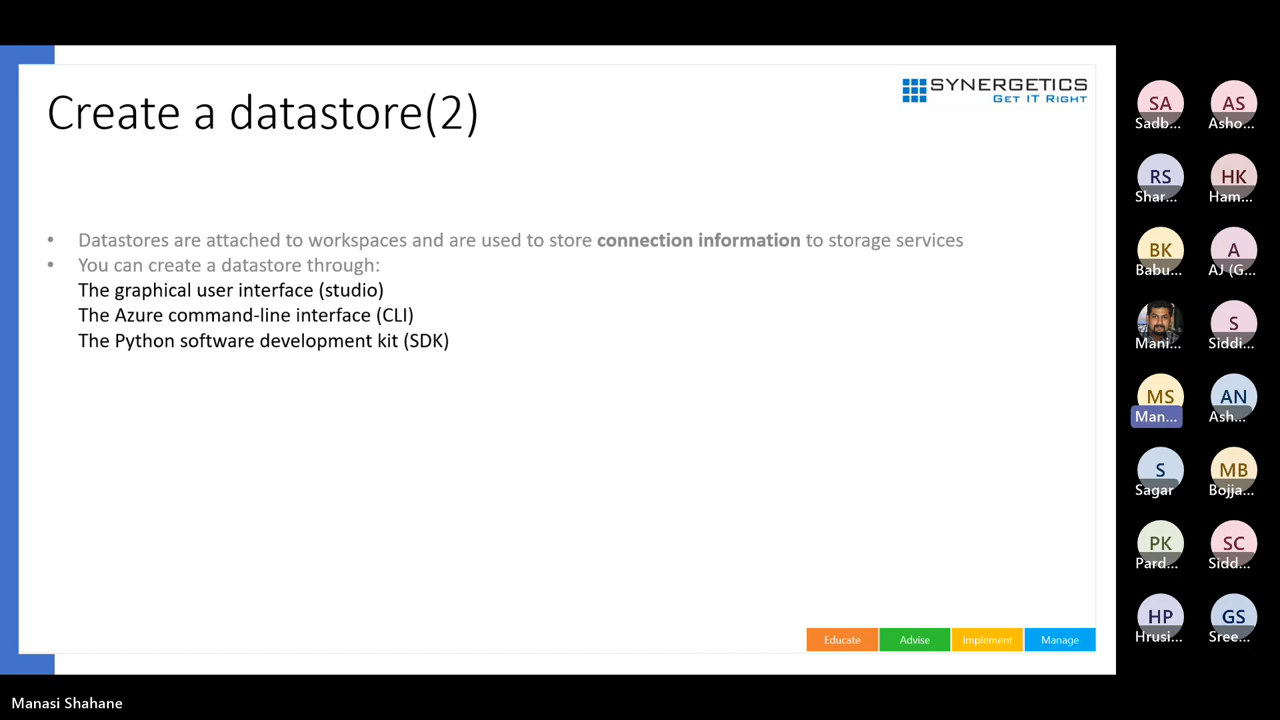 SYNERGETICS
GET IT RIGHT
Create a datastore(2)
• Datastores are attached to workspaces and are used to store connection information to storage services
• You can create a datastore through:
The graphical user interface (studio)
The Azure command-line interface (CLI)
The Python software development kit (SDK)
Educate Advise Implement Manage
SA AS
Sadb... Asho...
RS HK
Shar... Ham...
BK A
Babu... AJ (G...
S
Mani... Siddi...
MS AN
Man... Ash...
S MB
Sagar Bojja...
PK SC
Pard... Sidd...
HP GS
Hrusi... Sree...
Manasi Shahane